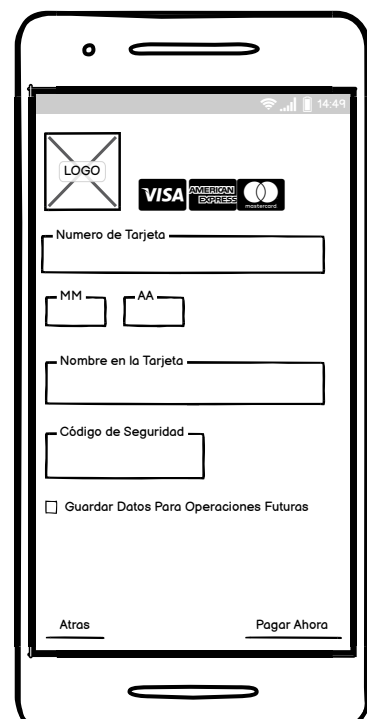 14:49
LOGO
VISA AMERICAN EXPRESS mastercard
Numero de Tarjeta
MM AA
Nombre en la Tarjeta
Código de Seguridad
Guardar Datos Para Operaciones Futuras
Atras Pagar Ahora